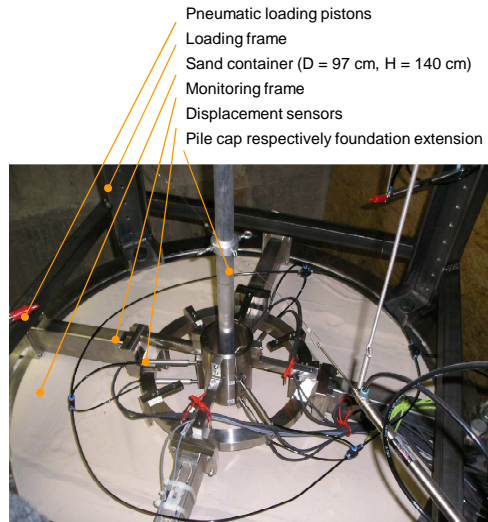 Pneumatic loading pistons
Loading frame
Sand container (D = 97 cm, H = 140 cm)
Monitoring frame
Displacement sensors
Pile cap respectively foundation extension